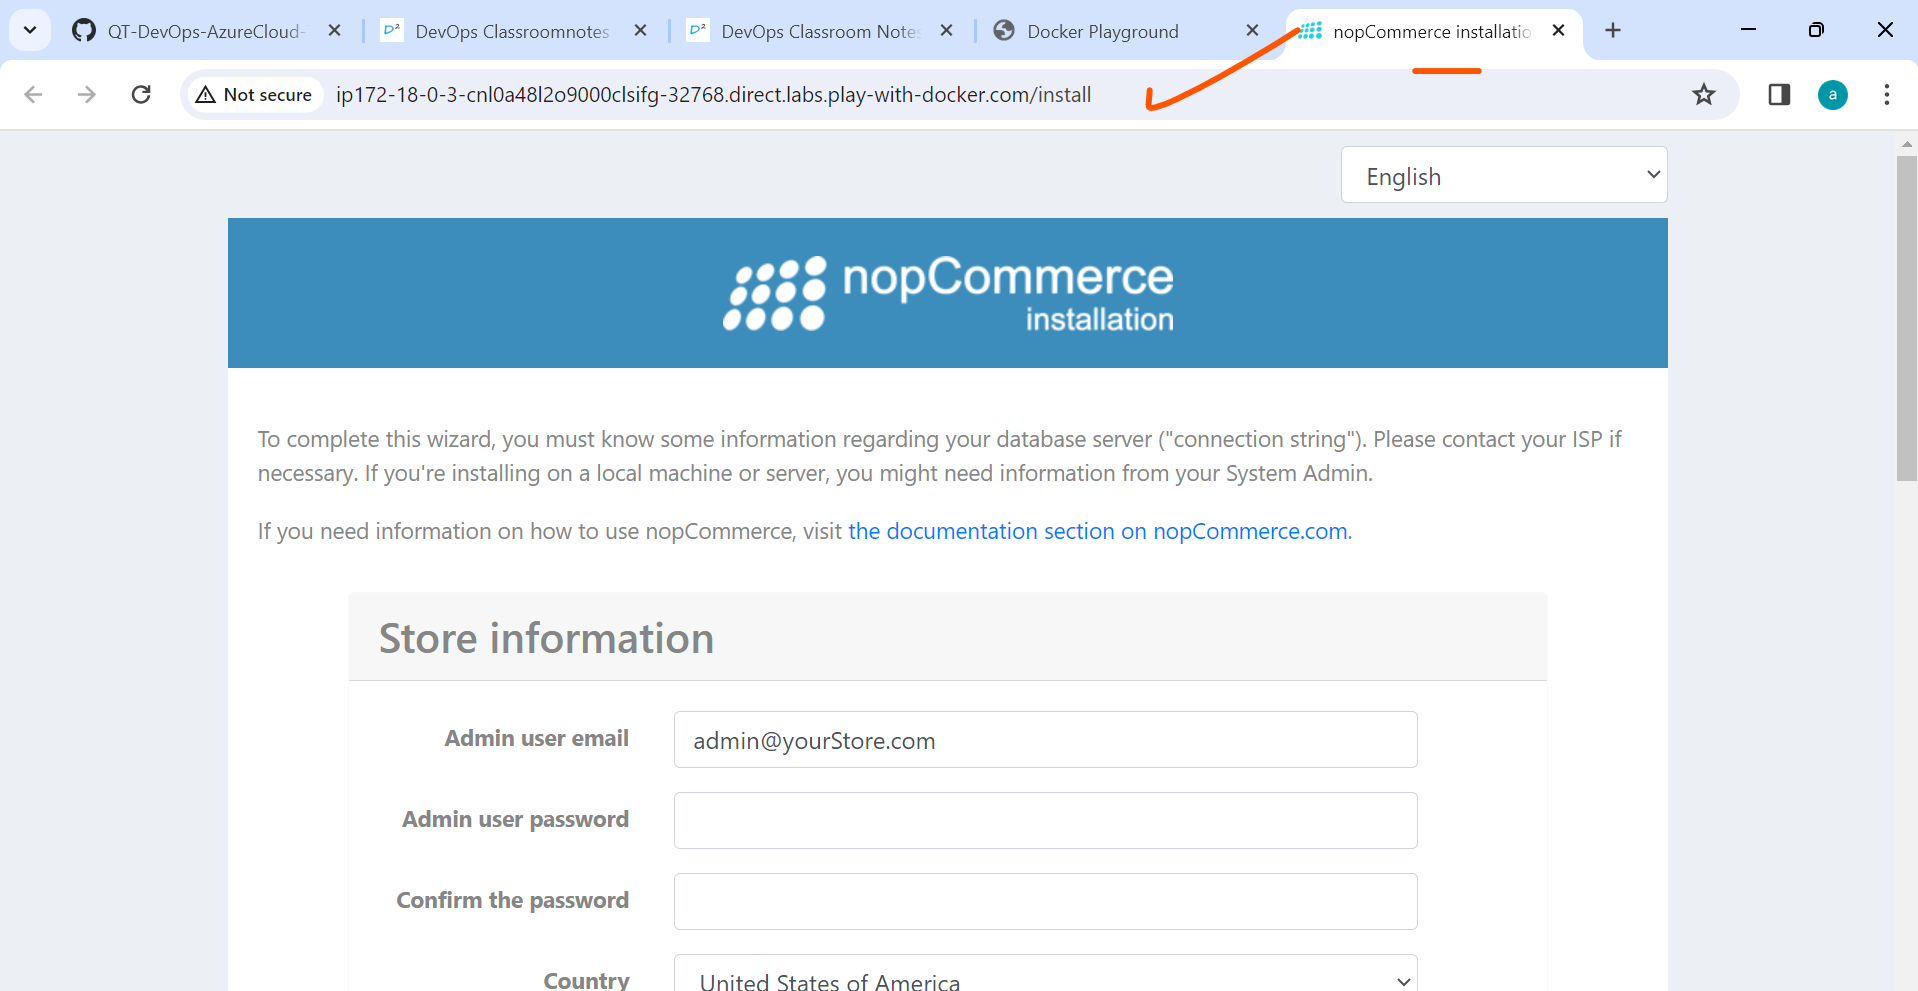 QT-DevOps-AzureCloud-
DevOps Classroomnotes
DevOps Classroom Notes
Docker Playground
nopCommerce installatio
Not secure
ip172-18-0-3-cnl0a48l2o9000clsifg-32768.direct.labs.play-with-docker.com/install
a
English
nopCommerce
installation
To complete this wizard, you must know some information regarding your database server ("connection string"). Please contact your ISP if
necessary. If you're installing on a local machine or server, you might need information from your System Admin.
If you need information on how to use nopCommerce, visit the documentation section on nopCommerce.com.
Store information
Admin user email
admin@yourStore.com
Admin user password
Confirm the password
Country
United States of America